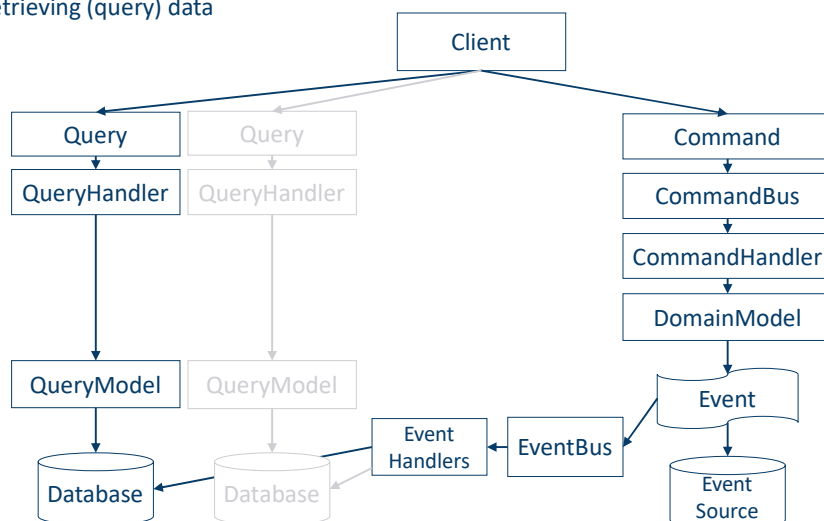 etrieving (query) data
Client
Query
Query
Command
QueryHandler
QueryHandler
CommandBus
CommandHandler
DomainModel
QueryModel
QueryModel
Event
Event
Handlers
EventBus
Database
Database
Event
Source